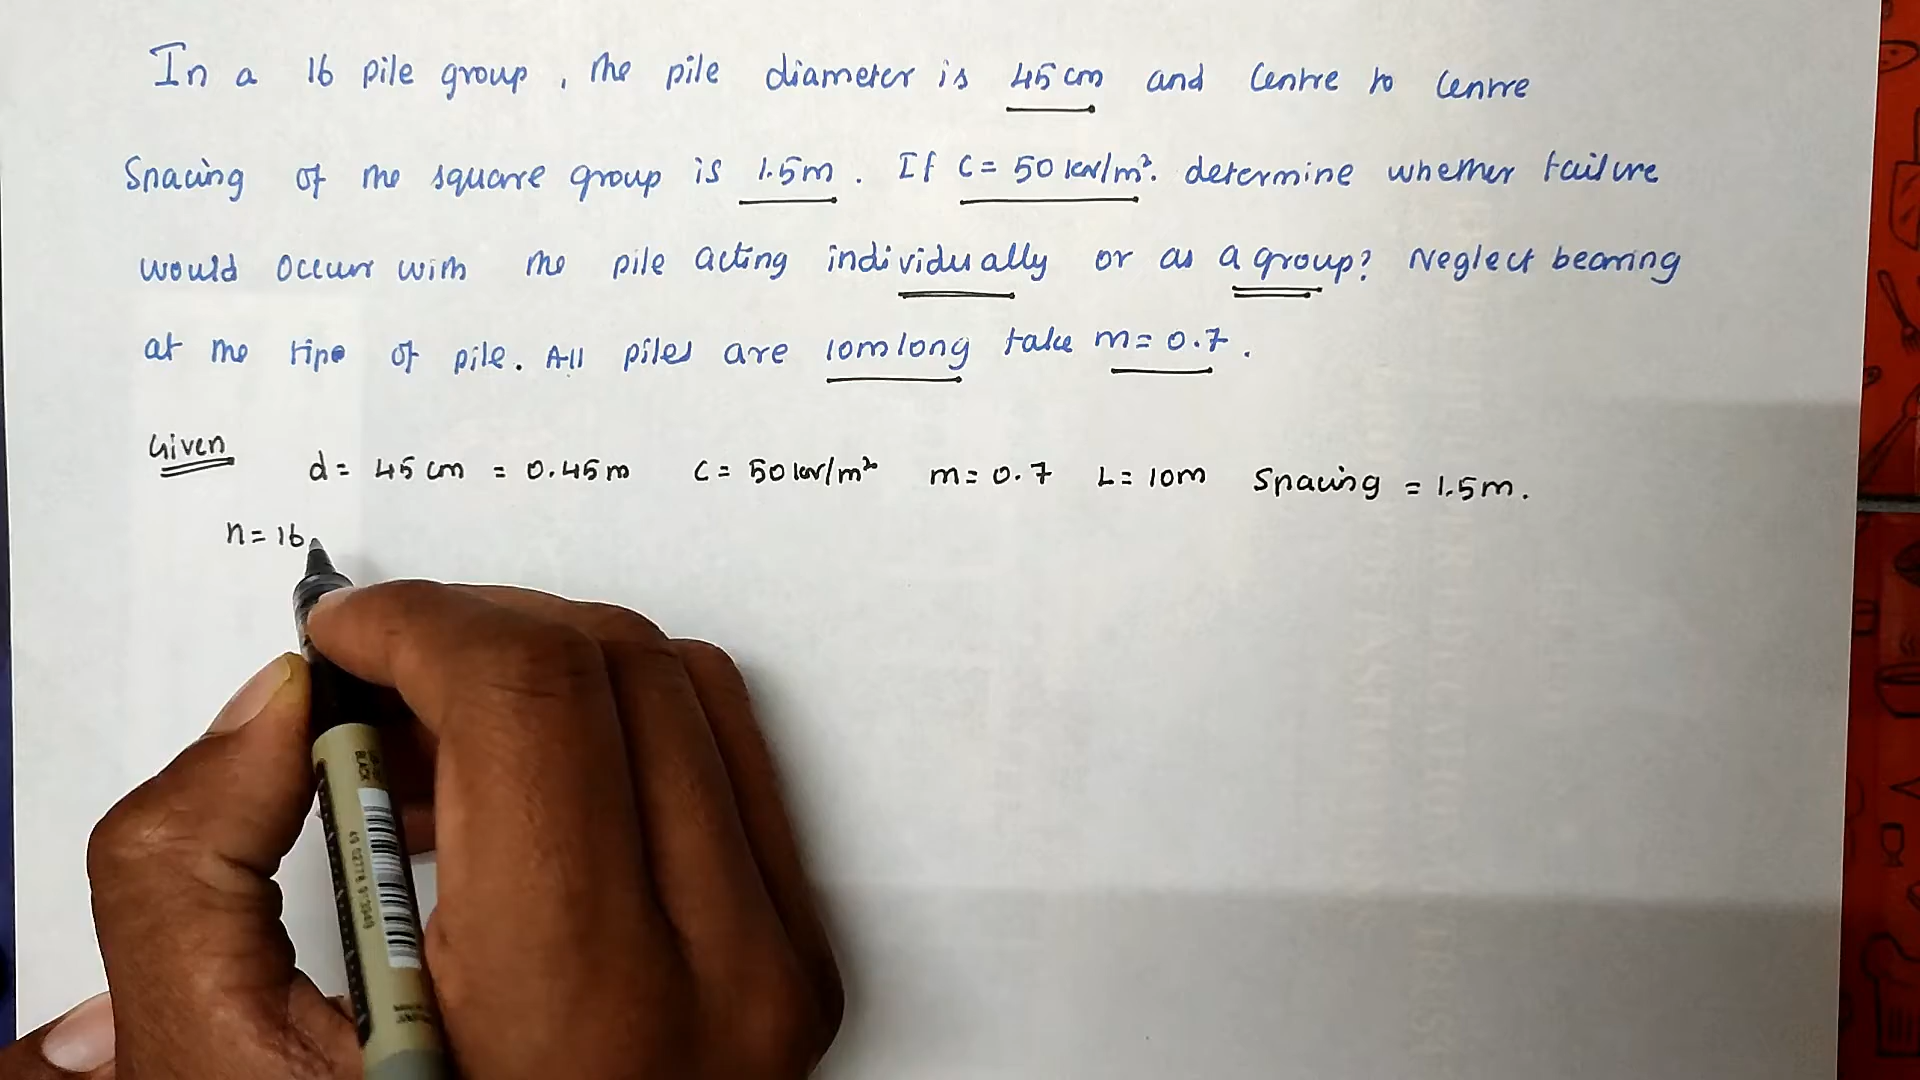 In a 16 pile group, the pile diameter is 45 cm and centre to centre
Spacing of the square group is 1.5m. If C = 50 kN/m². determine whether failure
would occur with the pile acting individually or as a group? Neglect bearing
at the tipe of pile. All piles are 10m long take m = 0.7.
Given d = 45 cm = 0.45m C = 50 kN/m² m = 0.7 L = 10m Spacing = 1.5m.
n = 16
BLACK